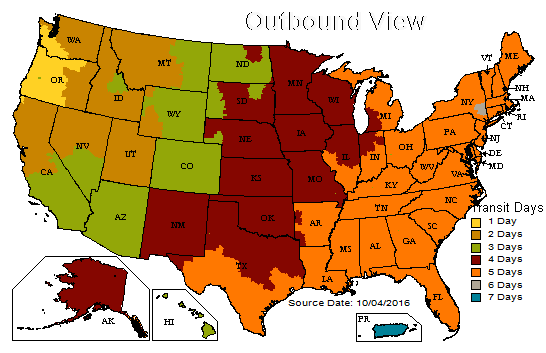 Outbound View
WA
OR
MT
ID
WY
ND
SD
NE
MN
WI
IA
MI
NV
CA
UT
AZ
CO
NM
KS
OK
TX
MO
IL
IN
OH
KY
TN
AR
LA
MS
AL
GA
FL
SC
NC
VA
WV
PA
NY
VT
ME
NH
MA
RI
CT
NJ
DE
MD
AK
HI
PR
Transit Days
1 Day
2 Days
3 Days
4 Days
5 Days
6 Days
7 Days
Source Date: 10/04/2016